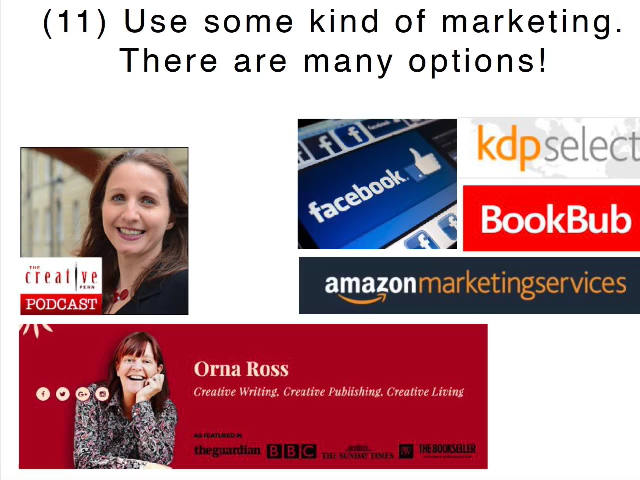 (11) Use some kind of marketing.
There are many options!
facebook
kdpselect
BookBub
amazonmarketingservices
THE
creative
PENN
PODCAST
Orna Ross
Creative Writing, Creative Publishing, Creative Living
AS FEATURED IN
theguardian BBC THE SUNDAY TIMES THE BOOKSELLER